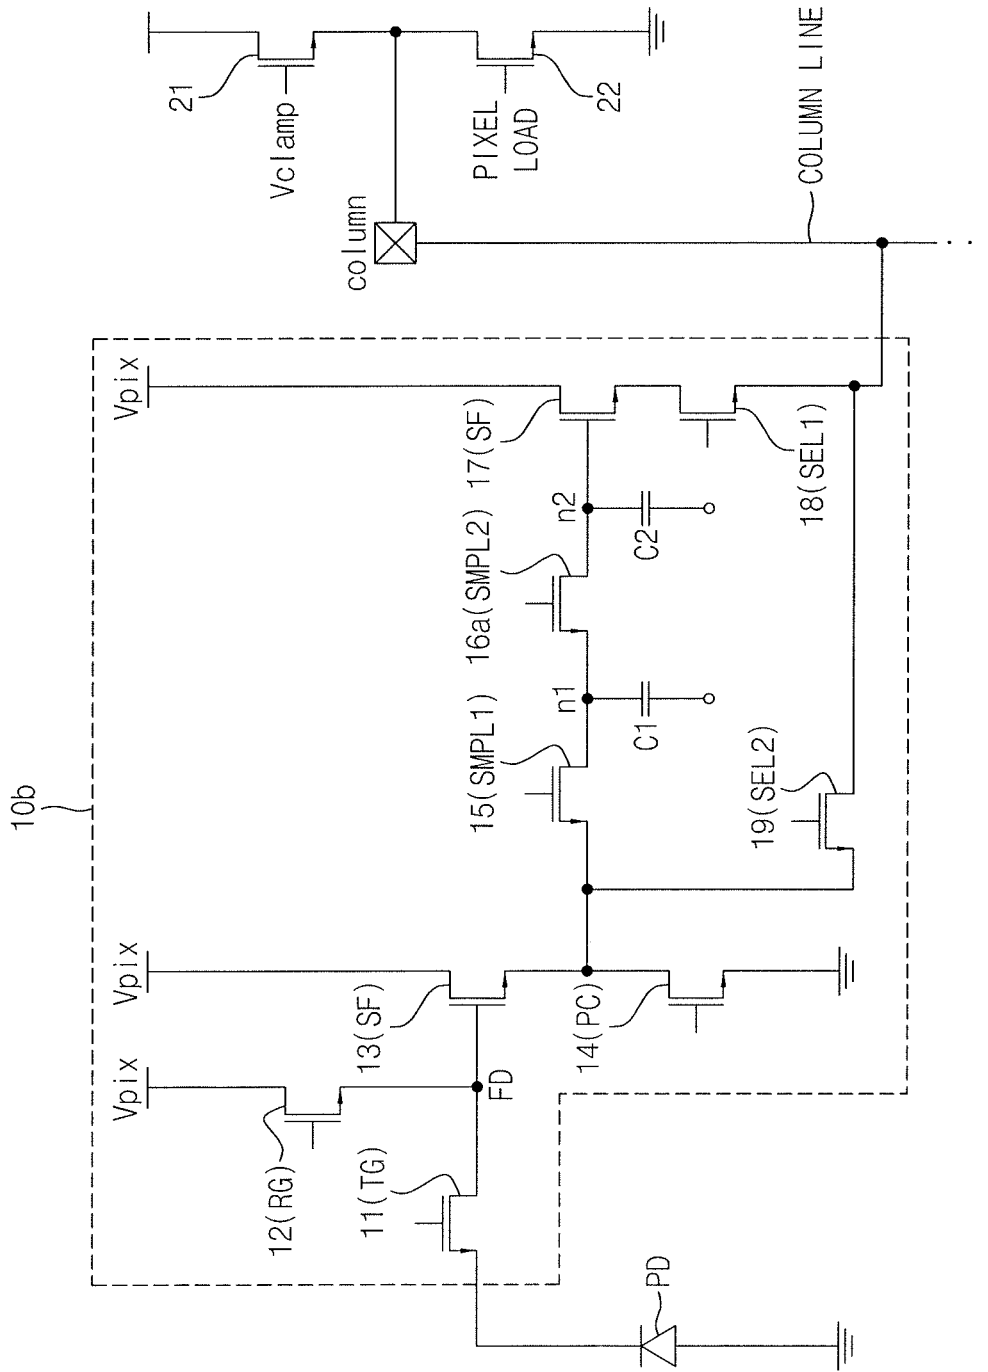 10b
Vpix
Vpix
Vpix
12(RG)
13(SF)
11(TG)
FD
14(PC)
15(SMPL1)
n1
C1
16a(SMPL2)
n2
C2
17(SF)
18(SEL1)
19(SEL2)
PD
column
COLUMN LINE
21
Vclamp
PIXEL
LOAD
22